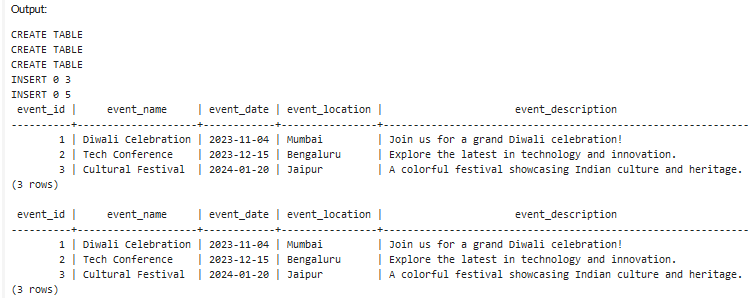 Output:
CREATE TABLE
CREATE TABLE
CREATE TABLE
INSERT 0 3
INSERT 0 5
 event_id |     event_name     | event_date | event_location |                      event_description
----------+--------------------+------------+----------------+-------------------------------------------------------------
        1 | Diwali Celebration | 2023-11-04 | Mumbai         | Join us for a grand Diwali celebration!
        2 | Tech Conference    | 2023-12-15 | Bengaluru      | Explore the latest in technology and innovation.
        3 | Cultural Festival  | 2024-01-20 | Jaipur         | A colorful festival showcasing Indian culture and heritage.
(3 rows)
 event_id |     event_name     | event_date | event_location |                      event_description
----------+--------------------+------------+----------------+-------------------------------------------------------------
        1 | Diwali Celebration | 2023-11-04 | Mumbai         | Join us for a grand Diwali celebration!
        2 | Tech Conference    | 2023-12-15 | Bengaluru      | Explore the latest in technology and innovation.
        3 | Cultural Festival  | 2024-01-20 | Jaipur         | A colorful festival showcasing Indian culture and heritage.
(3 rows)